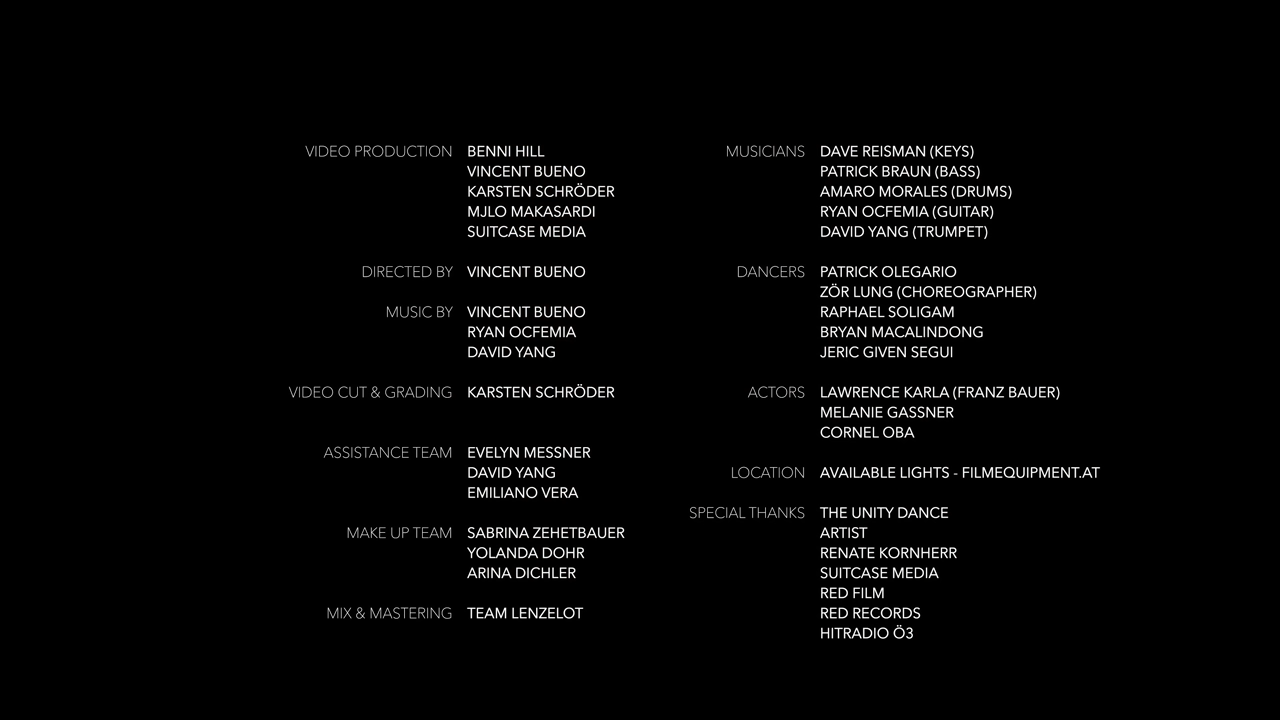 VIDEO PRODUCTION BENNI HILL
VINCENT BUENO
KARSTEN SCHRÖDER
MJLO MAKASARDI
SUITCASE MEDIA
DIRECTED BY VINCENT BUENO
MUSIC BY VINCENT BUENO
RYAN OCFEMIA
DAVID YANG
VIDEO CUT & GRADING KARSTEN SCHRÖDER
ASSISTANCE TEAM EVELYN MESSNER
DAVID YANG
EMILIANO VERA
MAKE UP TEAM SABRINA ZEHETBAUER
YOLANDA DOHR
ARINA DICHLER
MIX & MASTERING TEAM LENZELOT
MUSICIANS DAVE REISMAN (KEYS)
PATRICK BRAUN (BASS)
AMARO MORALES (DRUMS)
RYAN OCFEMIA (GUITAR)
DAVID YANG (TRUMPET)
DANCERS PATRICK OLEGARIO
ZÖR LUNG (CHOREOGRAPHER)
RAPHAEL SOLIGAM
BRYAN MACALINDONG
JERIC GIVEN SEGUI
ACTORS LAWRENCE KARLA (FRANZ BAUER)
MELANIE GASSNER
CORNEL OBA
LOCATION AVAILABLE LIGHTS - FILMEQUIPMENT.AT
SPECIAL THANKS THE UNITY DANCE
ARTIST
RENATE KORNHERR
SUITCASE MEDIA
RED FILM
RED RECORDS
HITRADIO Ö3